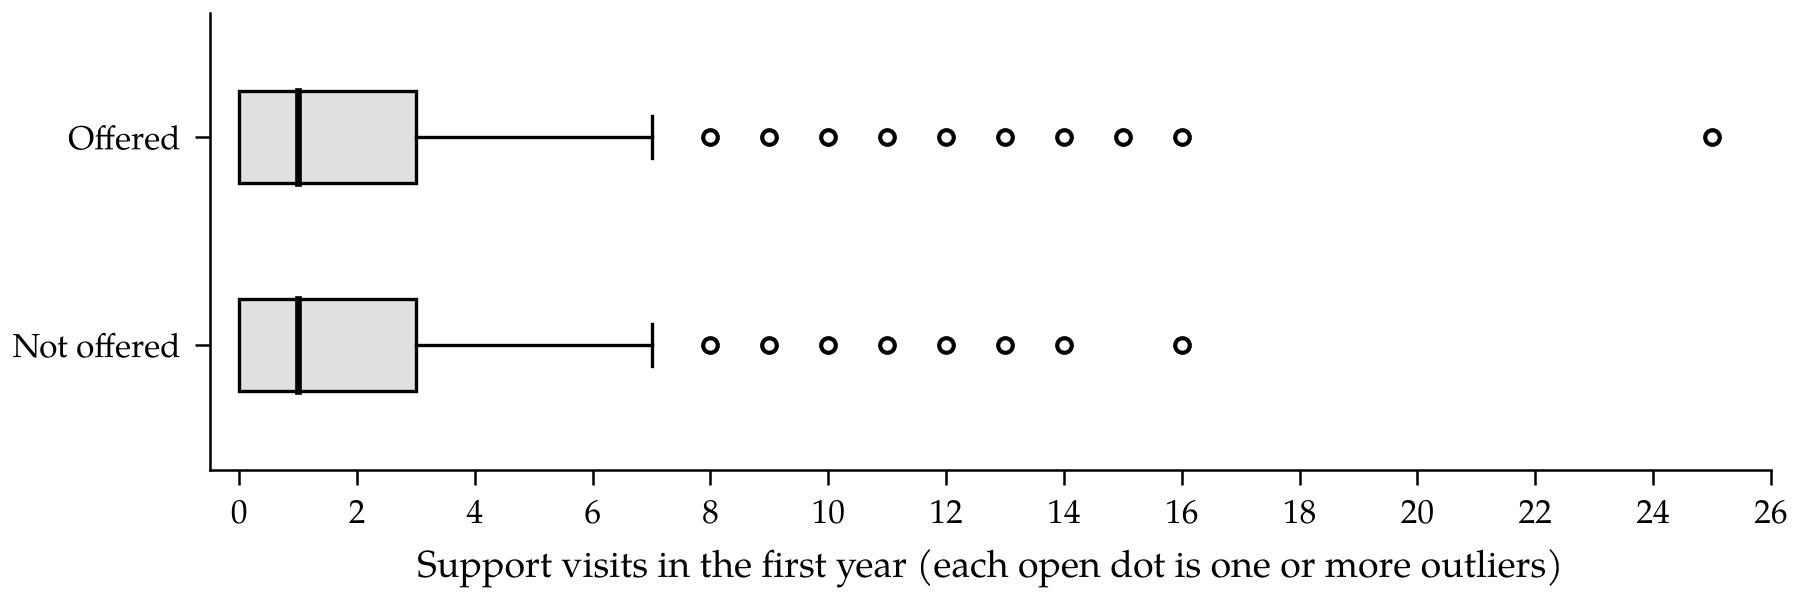 Offered
Not offered
0 2 4 6 8 10 12 14 16 18 20 22 24 26
Support visits in the first year (each open dot is one or more outliers)